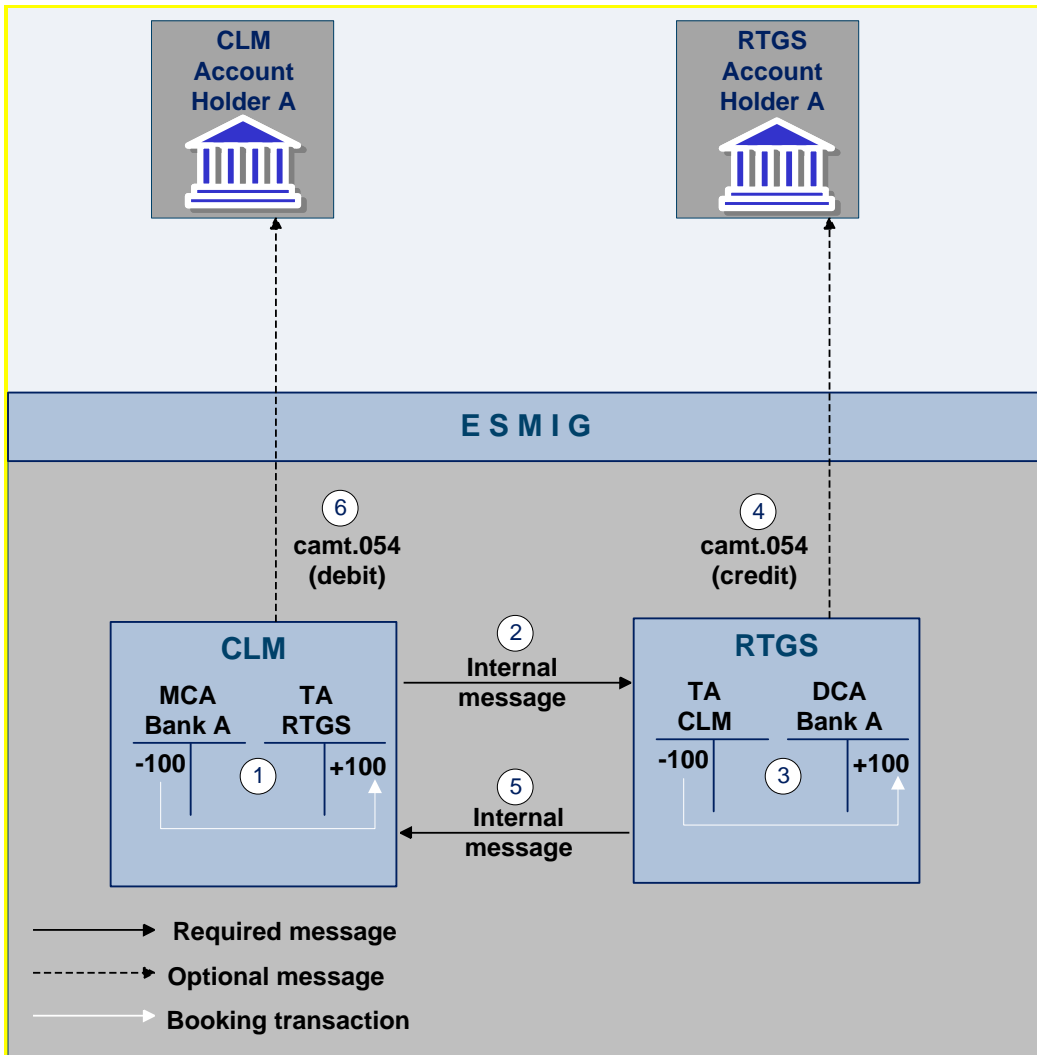 CLM
Account
Holder A
RTGS
Account
Holder A
E S M I G
6
camt.054
(debit)
4
camt.054
(credit)
CLM
MCA
Bank A
TA
RTGS
-100
1
+100
2
Internal
message
5
Internal
message
RTGS
TA
CLM
DCA
Bank A
-100
3
+100
Required message
Optional message
Booking transaction